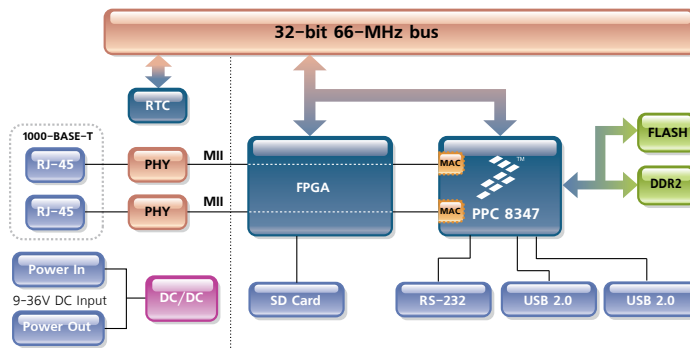 32-bit 66-MHz bus
RTC
1000-BASE-T
RJ-45
PHY
MII
FPGA
MAC
TM
PPC 8347
FLASH
DDR2
RJ-45
PHY
MII
MAC
Power In
9-36V DC Input
Power Out
DC/DC
SD Card
RS-232
USB 2.0
USB 2.0